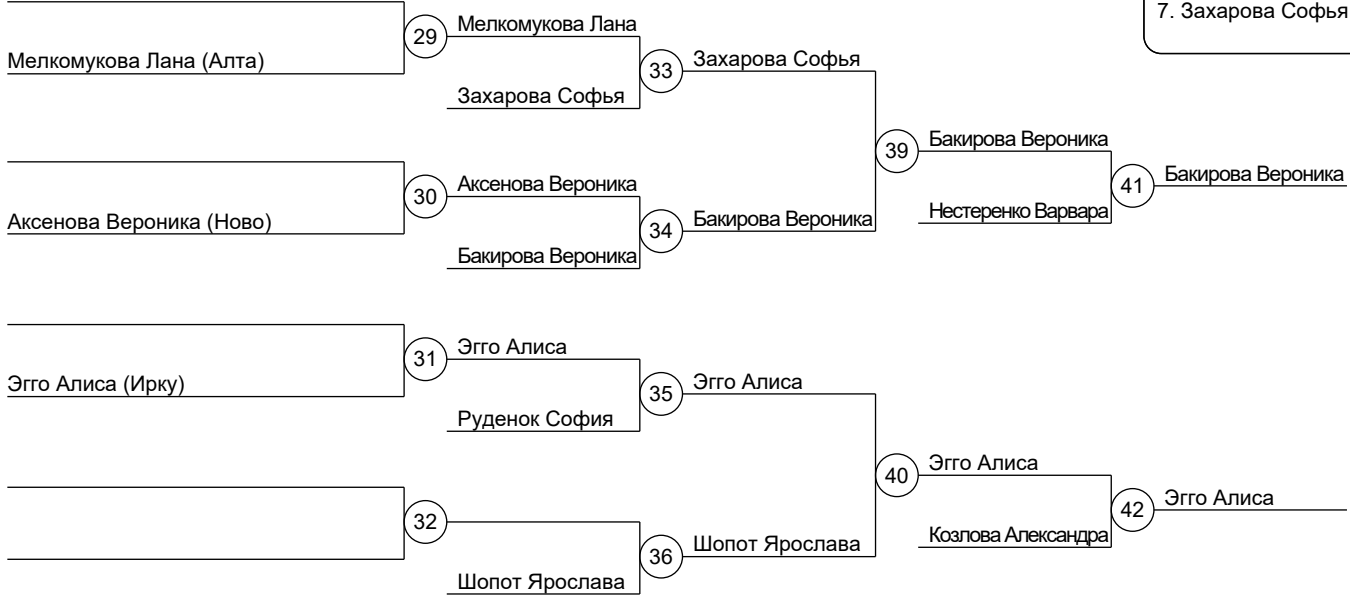 7. Захарова Софья
29 Мелкомукова Лана
Мелкомукова Лана (Алта)
33 Захарова Софья
Захарова Софья
39 Бакирова Вероника
30 Аксенова Вероника
41 Бакирова Вероника
Аксенова Вероника (Ново)
34 Бакирова Вероника
Нестеренко Варвара
Бакирова Вероника
31 Эгго Алиса
Эгго Алиса (Ирку)
35 Эгго Алиса
Руденок София
40 Эгго Алиса
32
42 Эгго Алиса
36 Шопот Ярослава
Козлова Александра
Шопот Ярослава